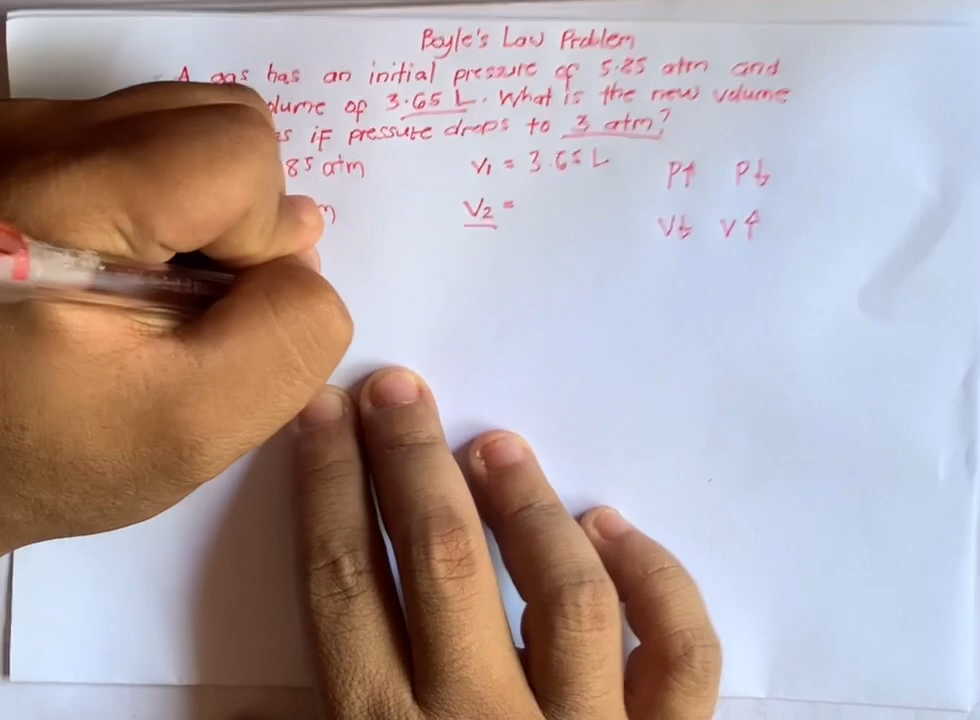 Boyle's Law Problem
A gas has an initial pressure of 5.85 atm and
volume of 3.65 L. What is the new volume
if pressure drops to 3 atm?
85 atm V₁ = 3.65 L P↑ P↓
V₂ = V↓ V↑